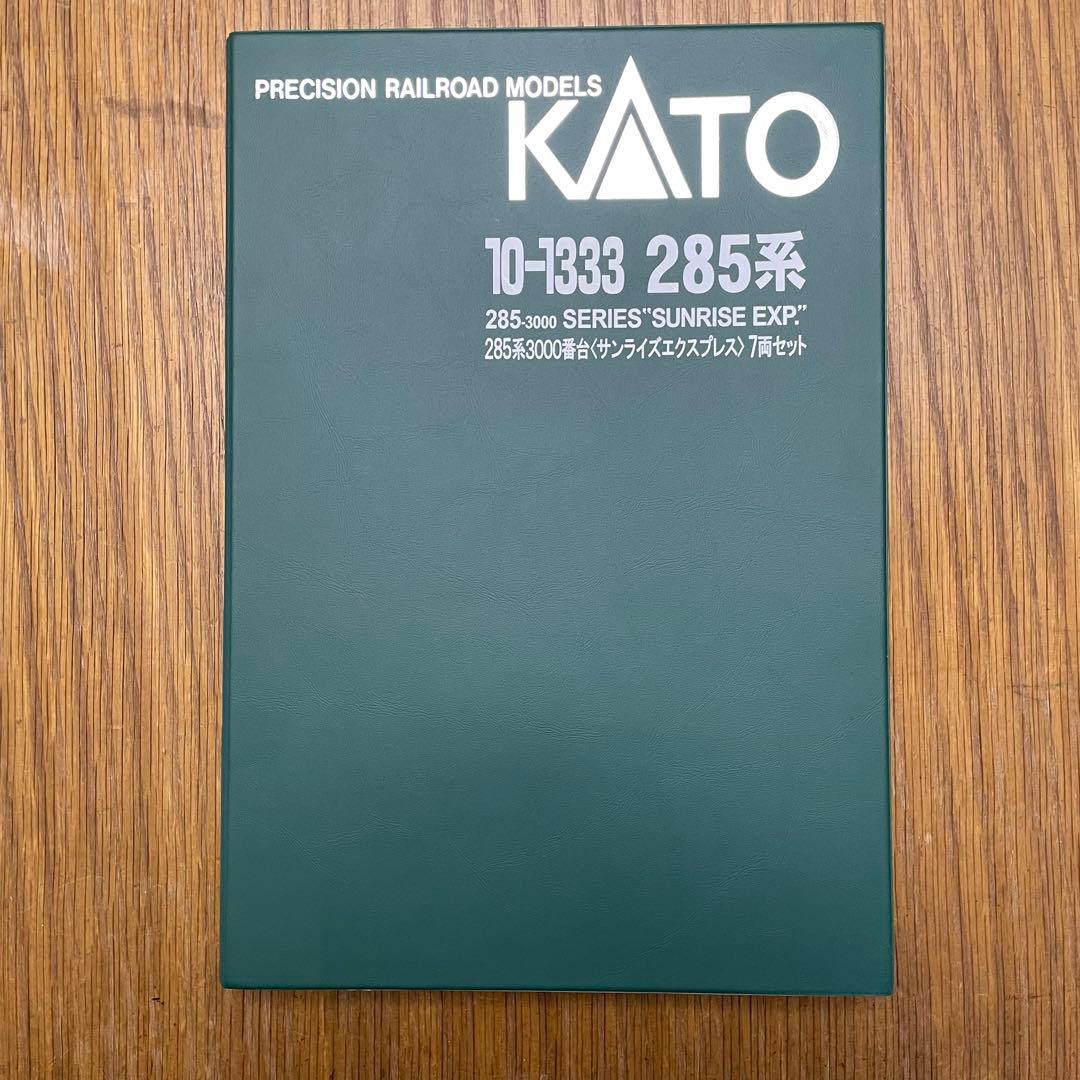 PRECISION RAILROAD MODELS
KATO
10-1333 285系
285-3000 SERIES"SUNRISE EXP."
285系3000番台〈サンライズエクスプレス〉7両セット